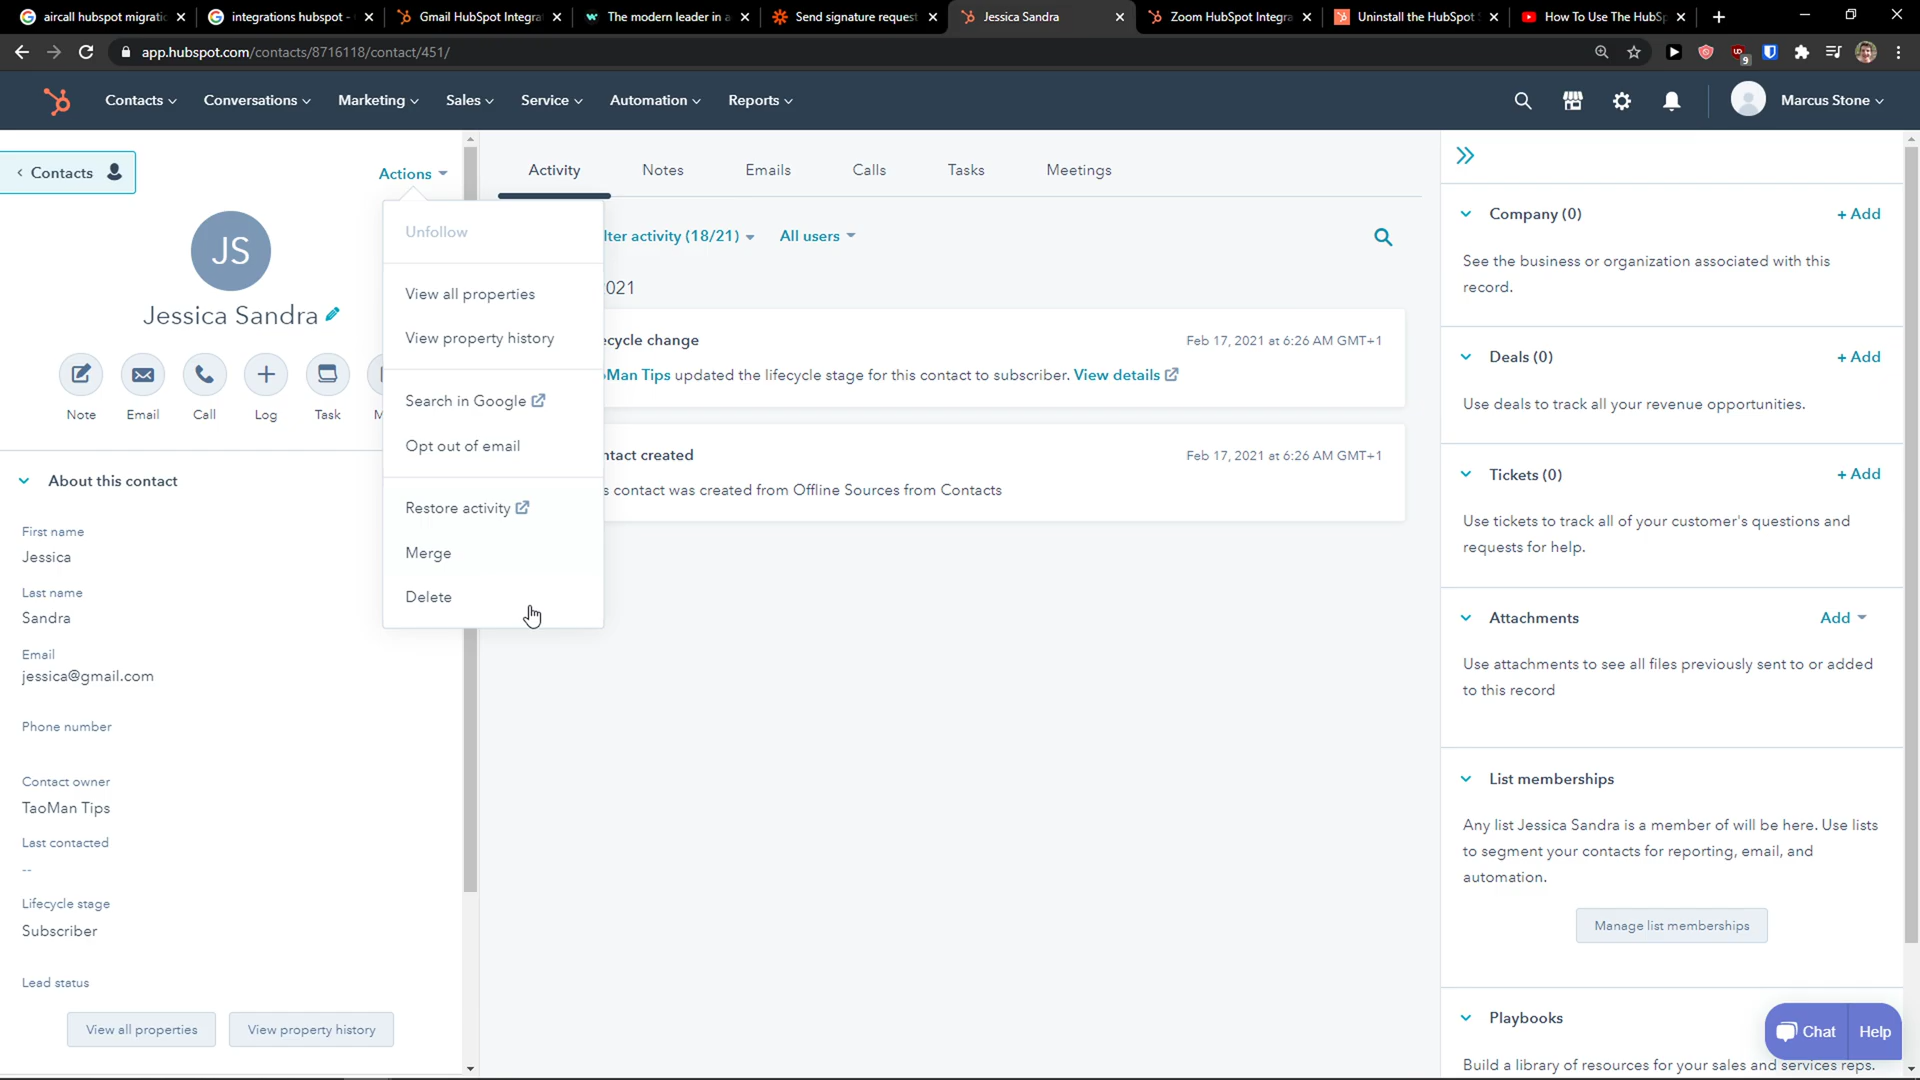 aircall hubspot migrati
integrations hubspot -
Gmail HubSpot Integra
The modern leader in a
Send signature request
Jessica Sandra
Zoom HubSpot Integra
Uninstall the HubSpot
How To Use The HubSp
app.hubspot.com/contacts/8716118/contact/451/
9
Contacts
Conversations
Marketing
Sales
Service
Automation
Reports
Marcus Stone
Contacts
Actions
JS
Jessica Sandra
Note
Email
Call
Log
Task
M
About this contact
First name
Jessica
Last name
Sandra
Email
jessica@gmail.com
Phone number
Contact owner
TaoMan Tips
Last contacted
--
Lifecycle stage
Subscriber
Lead status
View all properties
View property history
Unfollow
View all properties
View property history
Search in Google
Opt out of email
Restore activity
Merge
Delete
Activity
Notes
Emails
Calls
Tasks
Meetings
lter activity (18/21)
All users
021
ecycle change
Feb 17, 2021 at 6:26 AM GMT+1
Man Tips updated the lifecycle stage for this contact to subscriber. View details
ntact created
Feb 17, 2021 at 6:26 AM GMT+1
s contact was created from Offline Sources from Contacts
Company (0)
+ Add
See the business or organization associated with this
record.
Deals (0)
+ Add
Use deals to track all your revenue opportunities.
Tickets (0)
+ Add
Use tickets to track all of your customer's questions and
requests for help.
Attachments
Add
Use attachments to see all files previously sent to or added
to this record
List memberships
Any list Jessica Sandra is a member of will be here. Use lists
to segment your contacts for reporting, email, and
automation.
Manage list memberships
Playbooks
Build a library of resources for your sales and services reps.
Chat
Help